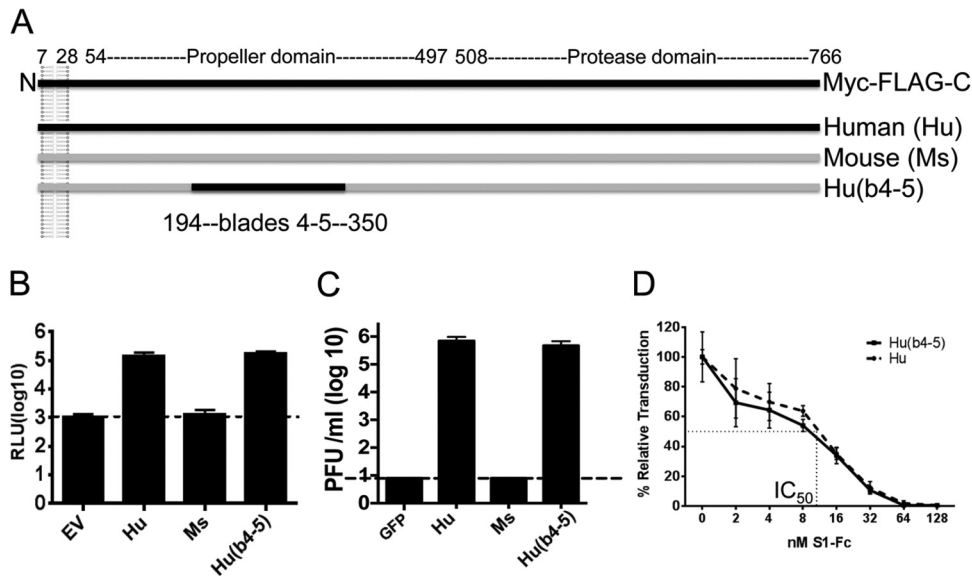 A
7 28 54------------Propeller domain------------497 508------------Protease domain------------766
N
Myc-FLAG-C
Human (Hu)
Mouse (Ms)
Hu(b4-5)
194--blades 4-5--350
B
RLU(log10)
6
5
4
3
2
1
0
EV
Hu
Ms
Hu(b4-5)
C
PFU /ml (log 10)
6
5
4
3
2
1
0
GFP
Hu
Ms
Hu(b4-5)
D
% Relative Transduction
120
100
80
60
40
20
0
Hu(b4-5)
Hu
IC50
0 2 4 8 16 32 64 128
nM S1-Fc